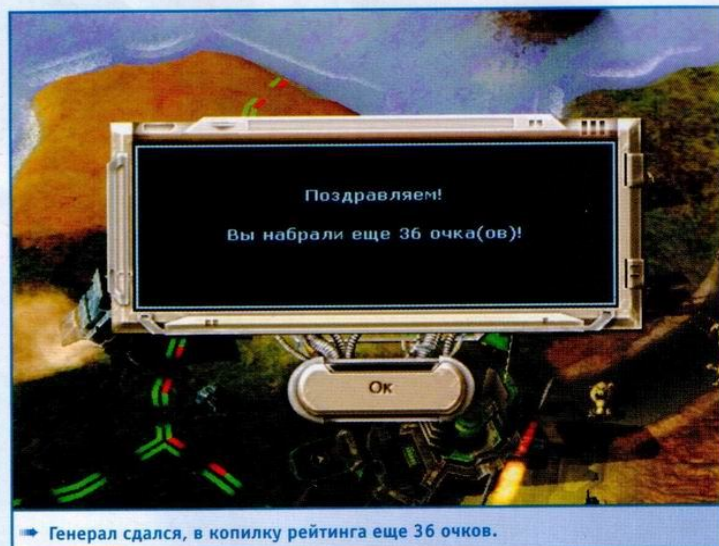 Поздравляем!
Вы набрали еще 36 очка(ов)!
Ок
Генерал сдался, в копилку рейтинга еще 36 очков.